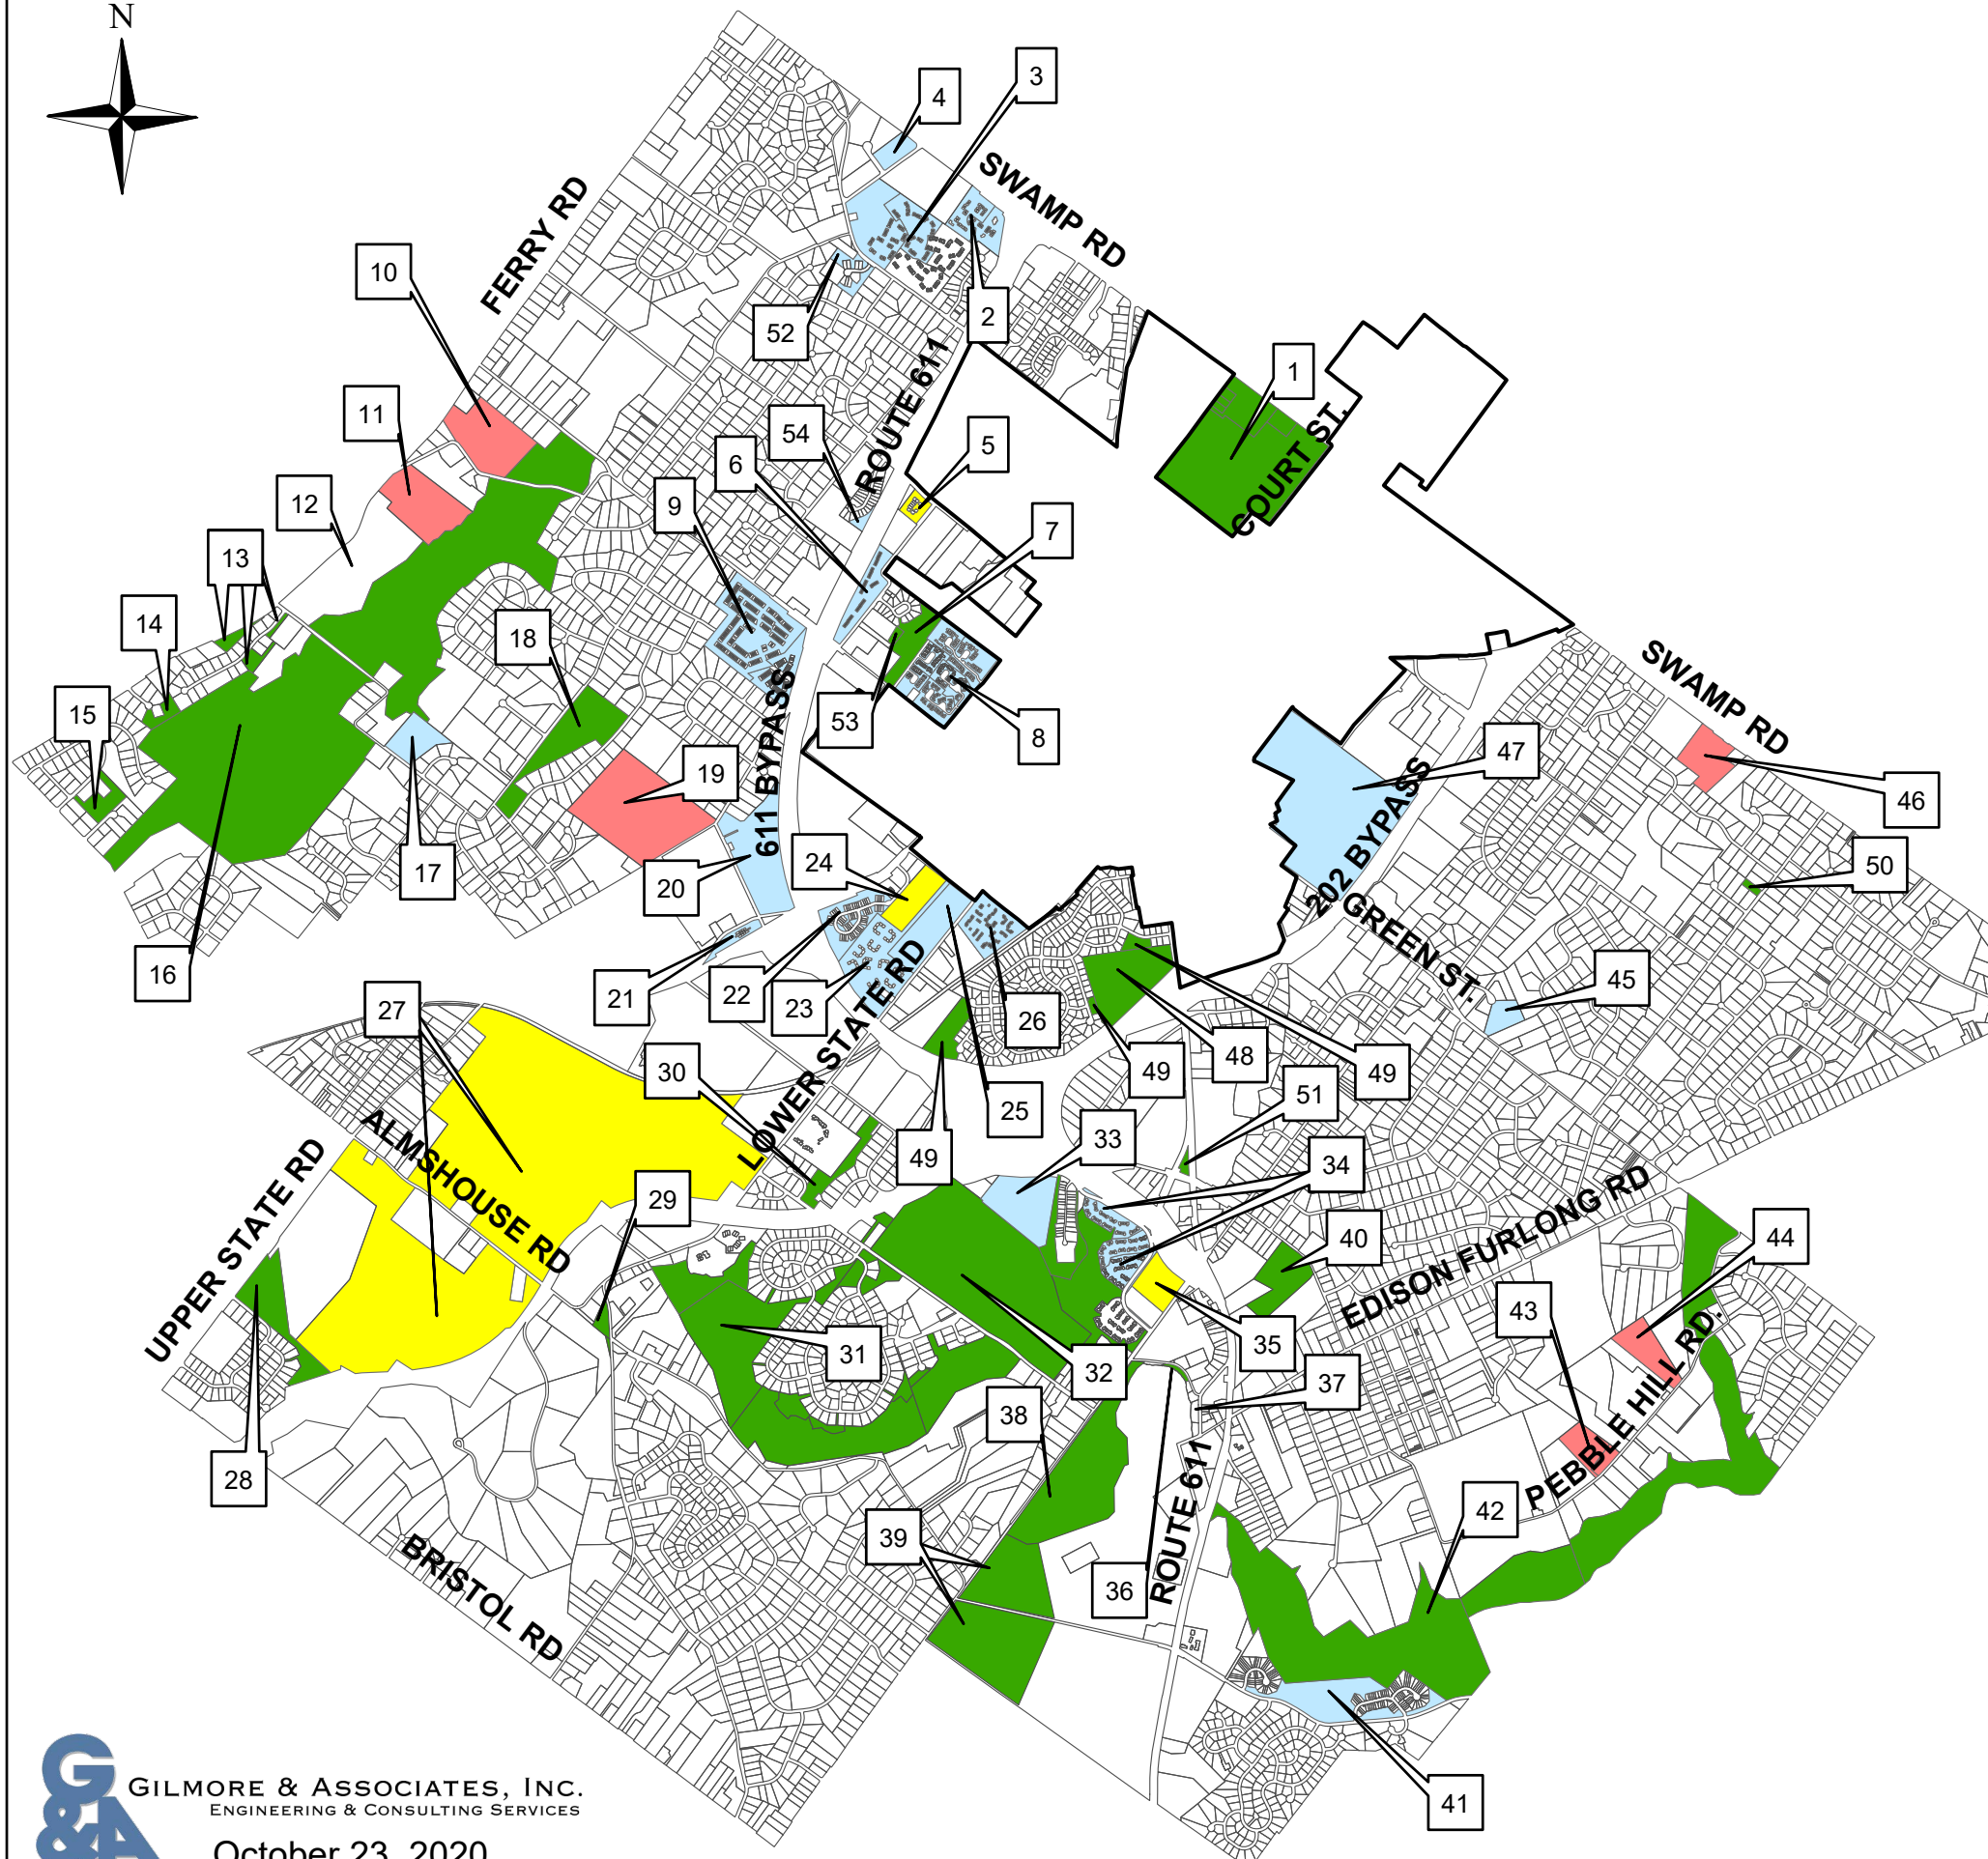 N
3
4
SWAMP RD
FERRY RD
10
2
52
ROUTE 611
1
11
54
5
6
COURT ST.
12
9
7
13
14
18
SWAMP RD
15
53
8
47
19
611 BYPASS
46
202 BYPASS
24
17
20
50
GREEN ST.
16
21
22
23
LOWER STATE RD
26
45
27
48
49
49
30
25
51
33
ALMSHOUSE RD
49
34
UPPER STATE RD
29
EDISON FURLONG RD
40
44
43
31
35
32
37
PEBBLE HILL RD.
38
28
ROUTE 611
42
39
36
BRISTOL RD
41
G
&A
GILMORE & ASSOCIATES, INC.
ENGINEERING & CONSULTING SERVICES
October 23, 2020